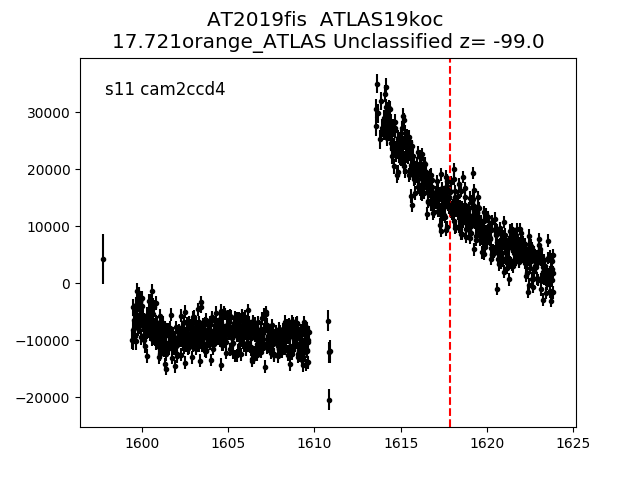 AT2019fis  ATLAS19koc
17.721orange_ATLAS Unclassified z= -99.0
s11 cam2ccd4
30000
20000
10000
0
−10000
−20000
1600 1605 1610 1615 1620 1625